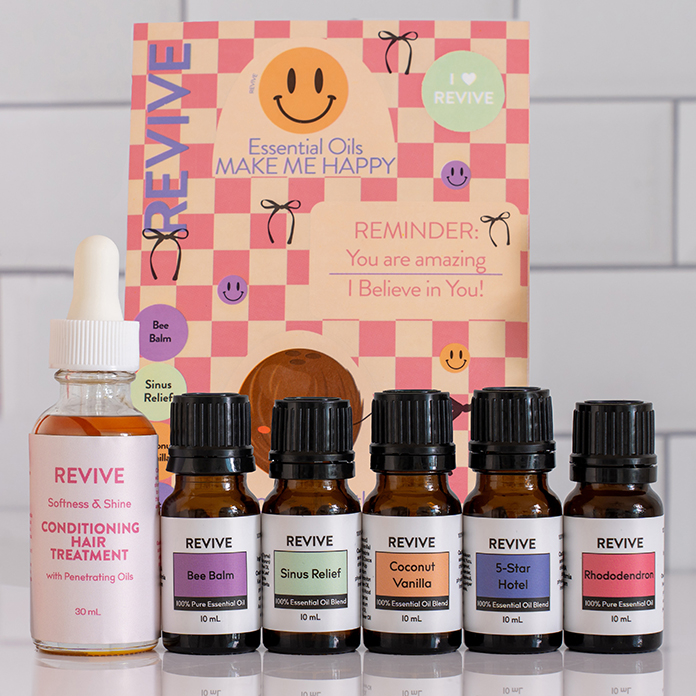 REVIVE
REVIVE
Essential Oils
MAKE ME HAPPY
I ♥
REVIVE
REMINDER:
You are amazing
I Believe in You!
Bee
Balm
Sinus
Relief
REVIVE
Softness & Shine
CONDITIONING
HAIR
TREATMENT
with Penetrating Oils
30 mL
REVIVE
Bee Balm
100% Pure Essential Oil
10 mL
REVIVE
Sinus Relief
100% Essential Oil Blend
10 mL
REVIVE
Coconut
Vanilla
100% Essential Oil Blend
10 mL
REVIVE
5-Star
Hotel
100% Essential Oil Blend
10 mL
REVIVE
Rhododendron
100% Pure Essential Oil
10 mL